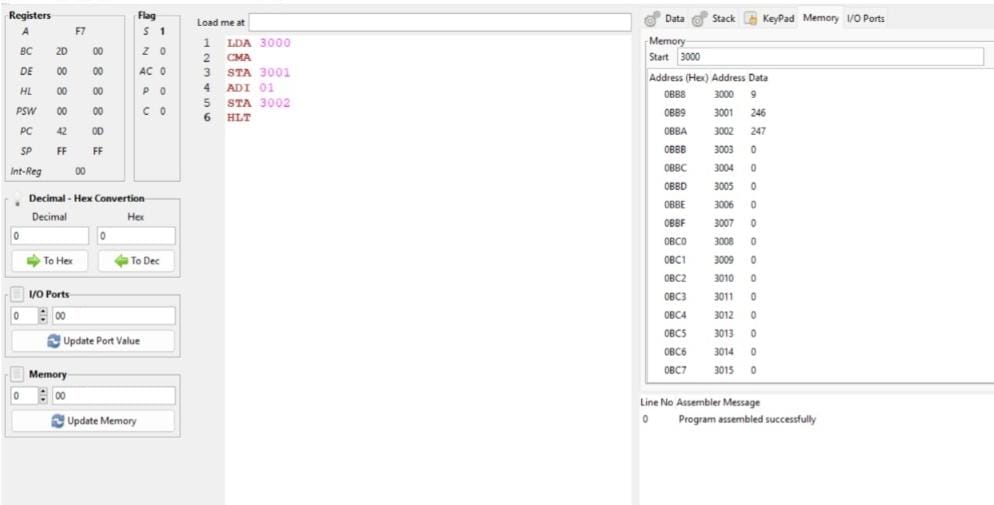 Registers
A F7
BC 2D 00
DE 00 00
HL 00 00
PSW 00 00
PC 42 0D
SP FF FF
Int-Reg 00
Flag
S 1
Z 0
AC 0
P 0
C 0
Decimal - Hex Convertion
Decimal Hex
0 0
To Hex To Dec
I/O Ports
0 00
Update Port Value
Memory
0 00
Update Memory
Load me at
1 LDA 3000
2 CMA
3 STA 3001
4 ADI 01
5 STA 3002
6 HLT
Data Stack KeyPad Memory I/O Ports
Memory
Start 3000
Address (Hex) Address Data
0BB8 3000 9
0BB9 3001 246
0BBA 3002 247
0BBB 3003 0
0BBC 3004 0
0BBD 3005 0
0BBE 3006 0
0BBF 3007 0
0BC0 3008 0
0BC1 3009 0
0BC2 3010 0
0BC3 3011 0
0BC4 3012 0
0BC5 3013 0
0BC6 3014 0
0BC7 3015 0
Line No Assembler Message
0 Program assembled successfully